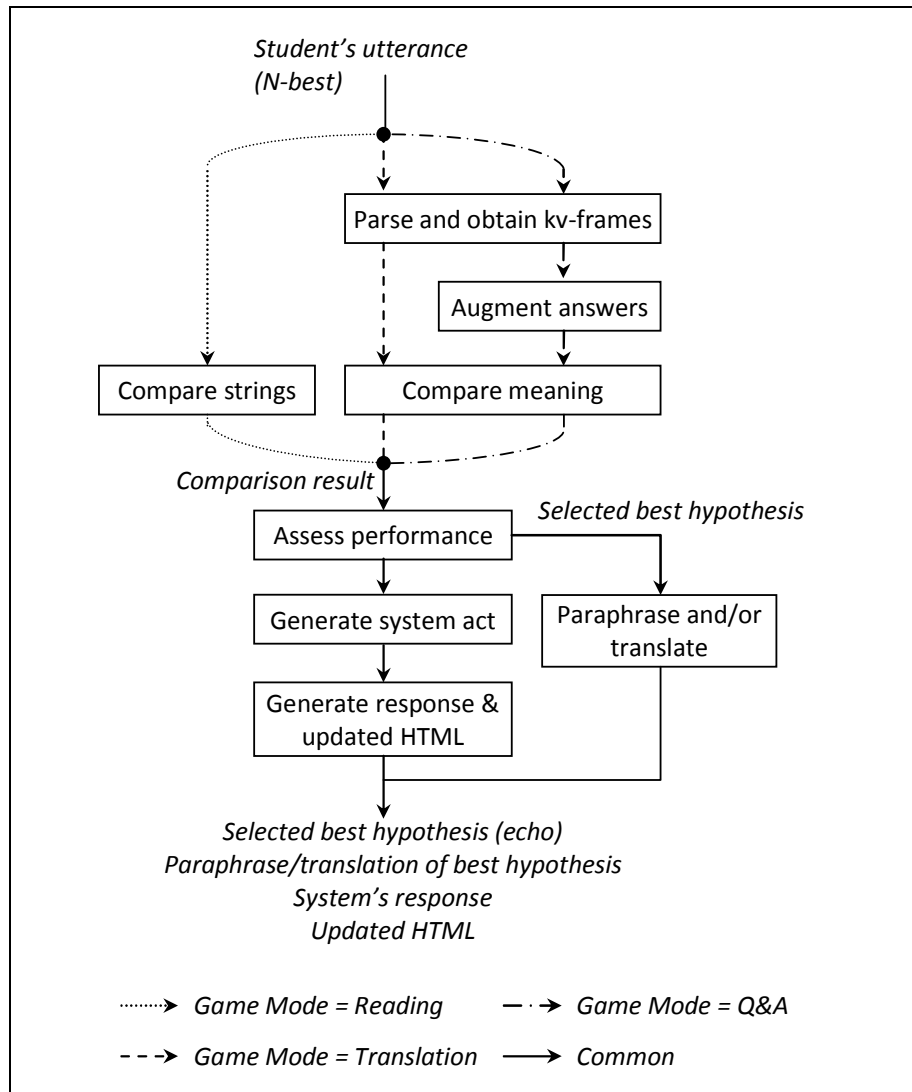 Student’s utterance
(N-best)
Parse and obtain kv-frames
Augment answers
Compare strings
Compare meaning
Comparison result
Selected best hypothesis
Assess performance
Generate system act
Paraphrase and/or
translate
Generate response &
updated HTML
Selected best hypothesis (echo)
Paraphrase/translation of best hypothesis
System’s response
Updated HTML
Game Mode = Reading
Game Mode = Q&A
Game Mode = Translation
Common